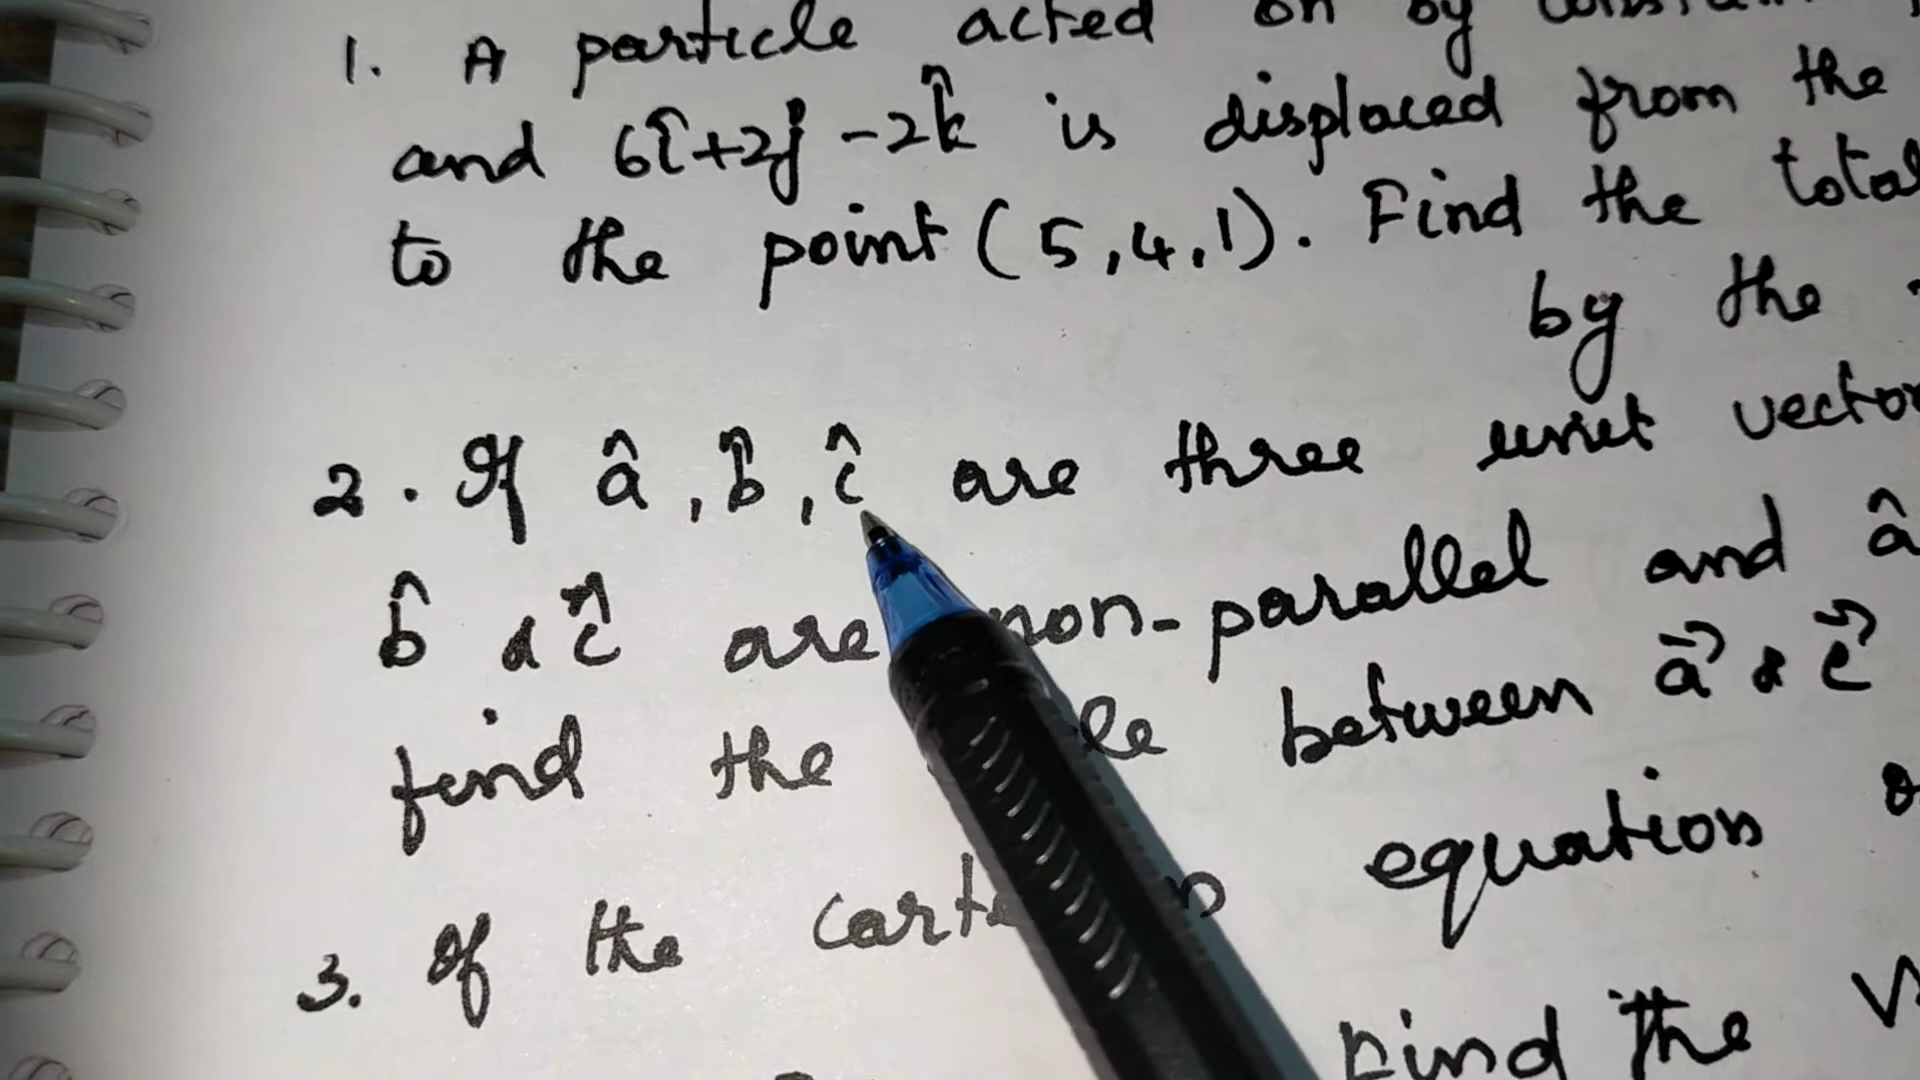 1. A particle acted on by
and 6î+2ĵ -2k̂ is displaced from the
to the point (5,4,1). Find the total
by the
2. If â, b̂, ĉ are three unit vector
b̂ & ĉ are non-parallel and â
find the between a⃗ & c⃗
3. If the equation
Find the